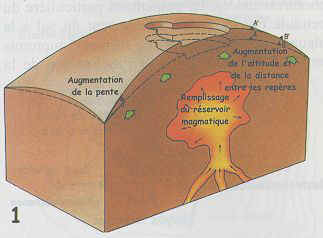 A'
B'
A
B
Augmentation
de l'altitude et
de la distance
entre les repères
Augmentation
de la pente
Remplissage
du réservoir
magmatique
1